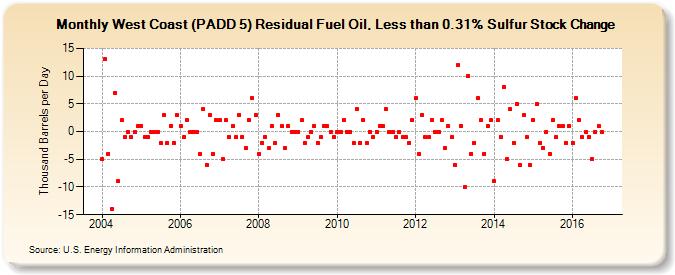 Monthly West Coast (PADD 5) Residual Fuel Oil, Less than 0.31% Sulfur Stock Change
Thousand Barrels per Day
15
10
5
0
-5
-10
-15
2004 2006 2008 2010 2012 2014 2016
Source: U.S. Energy Information Administration